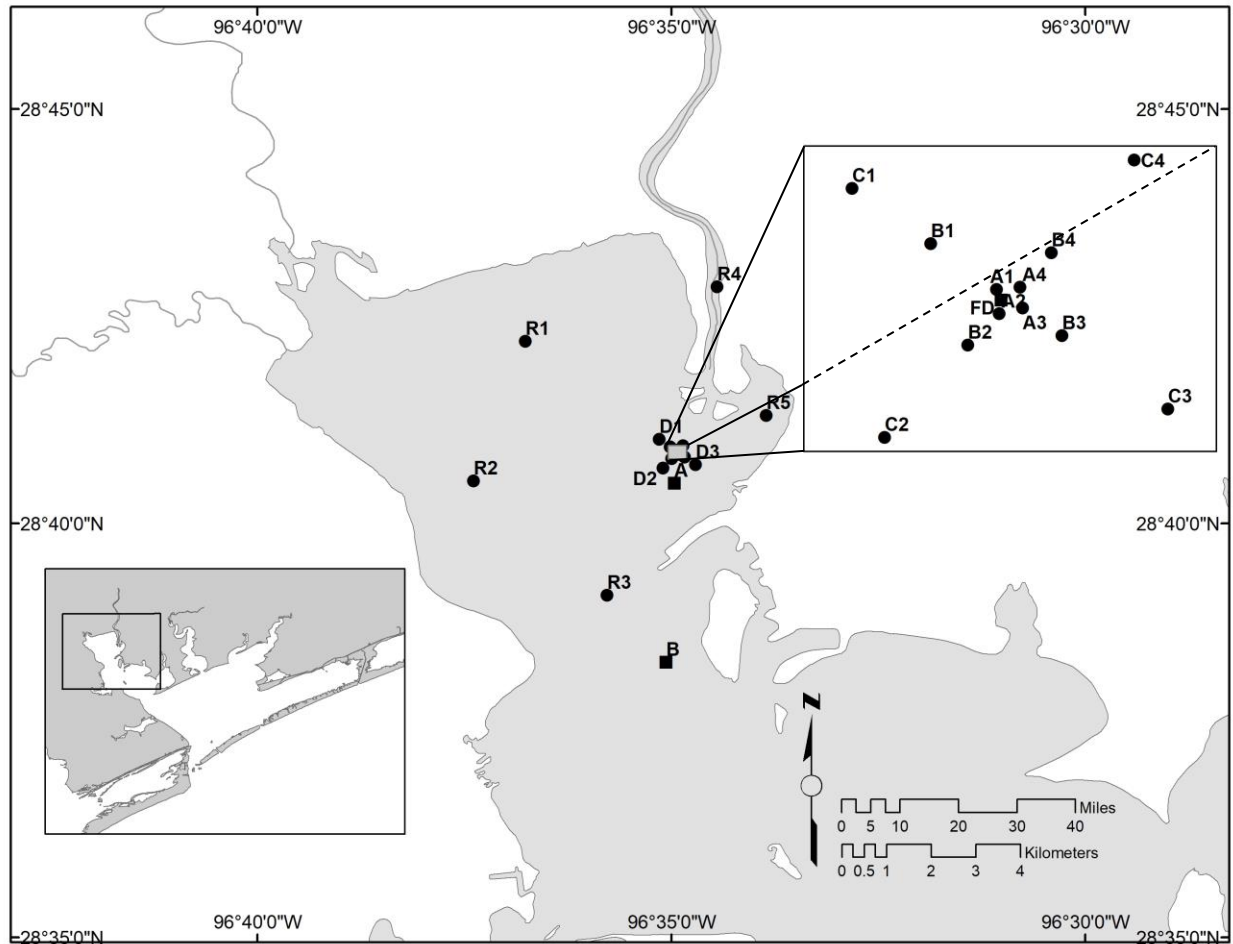 96°40'0"W 96°35'0"W 96°30'0"W
28°45'0"N 28°45'0"N
C4
C1
B1
B4
A1 A4
FD A2
A3
B2 B3
C3
C2
R4
R1
R5
D1
D3
D2 A
R2
28°40'0"N 28°40'0"N
R3
B
N
Miles
0 5 10 20 30 40
Kilometers
0 0.5 1 2 3 4
96°40'0"W 96°35'0"W 96°30'0"W
28°35'0"N 28°35'0"N